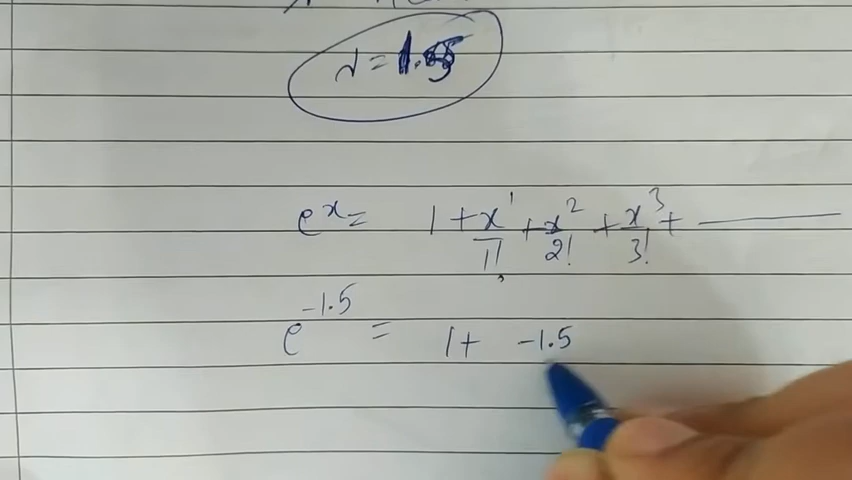 λ = 1.5
e^x = 1 + x^1/1! + x^2/2! + x^3/3! + ———
e^-1.5 = 1 + -1.5